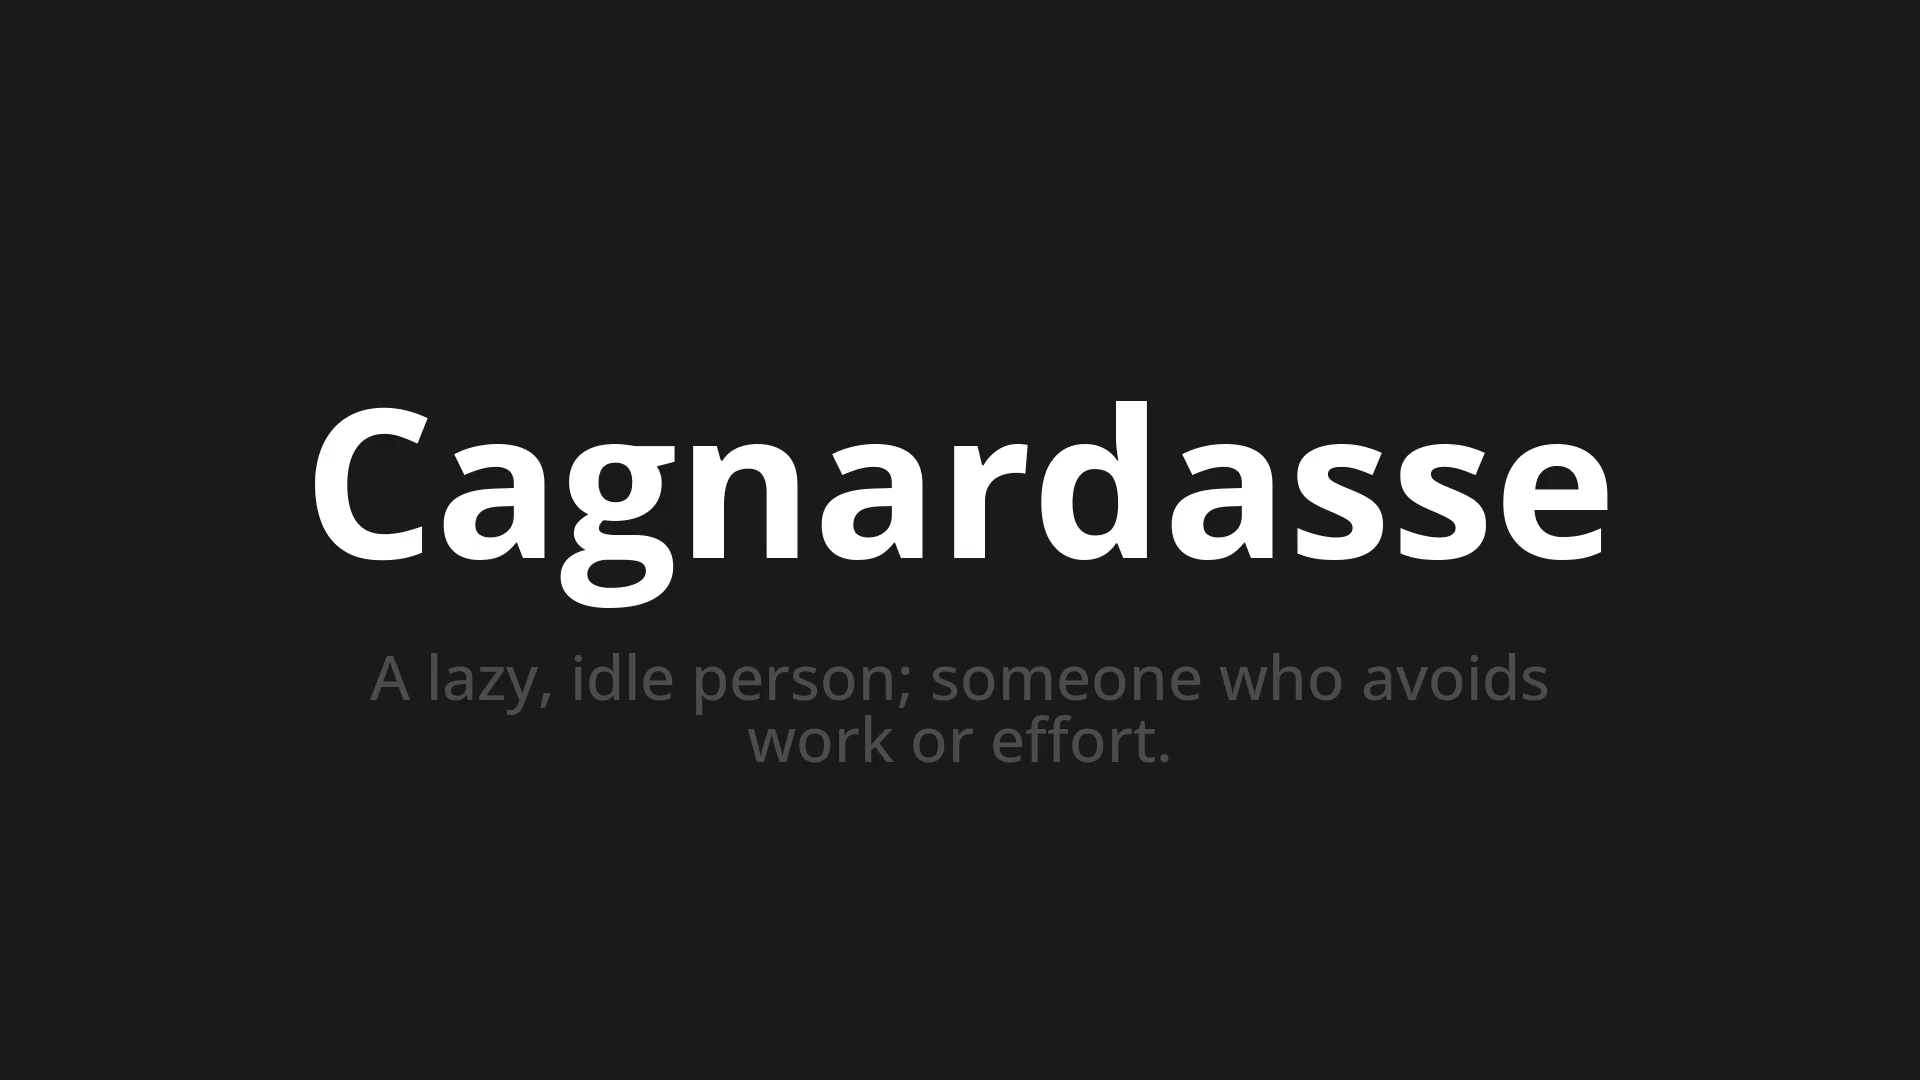 Cagnardasse
A lazy, idle person; someone who avoids
work or effort.